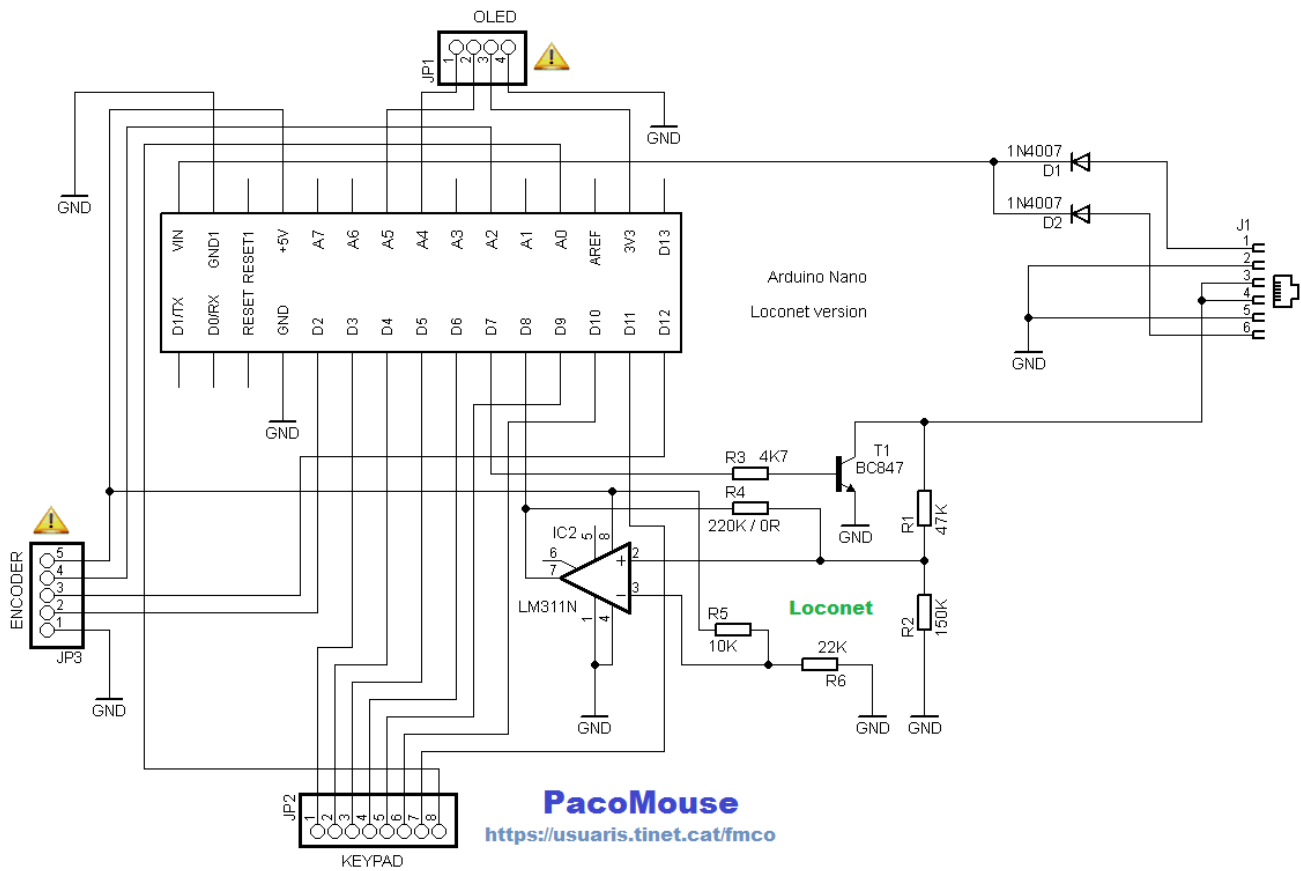 OLED
JP1
1 2 3 4
GND
GND
1N4007
D1
1N4007
D2
J1
1
2
3
4
5
6
VIN GND1 RESET1 +5V A7 A6 A5 A4 A3 A2 A1 A0 AREF 3V3 D13
D1/TX D0/RX RESET GND D2 D3 D4 D5 D6 D7 D8 D9 D10 D11 D12
Arduino Nano
Loconet version
GND
GND
R3 4K7
T1
BC847
R4
220K / 0R
GND
R1
47K
IC2
5 8
6
7
2
+
3
−
LM311N
1 4
Loconet
R5
10K
22K
R6
R2
150K
ENCODER
5
4
3
2
1
JP3
GND
GND
GND
GND
JP2
1 2 3 4 5 6 7 8
KEYPAD
PacoMouse
https://usuaris.tinet.cat/fmco